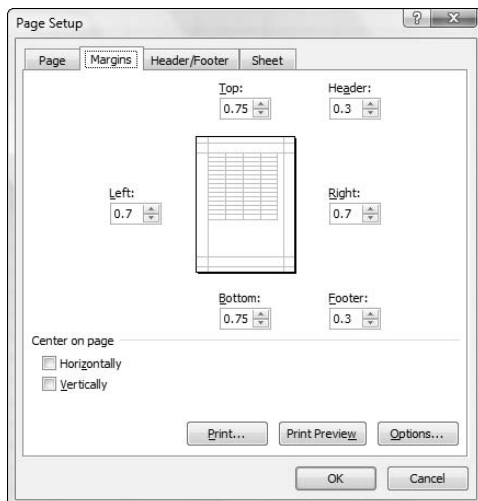 Page Setup
Page Margins Header/Footer Sheet
Top: Header:
0.75 0.3
Left: Right:
0.7 0.7
Bottom: Footer:
0.75 0.3
Center on page
Horizontally
Vertically
Print... Print Preview Options...
OK Cancel